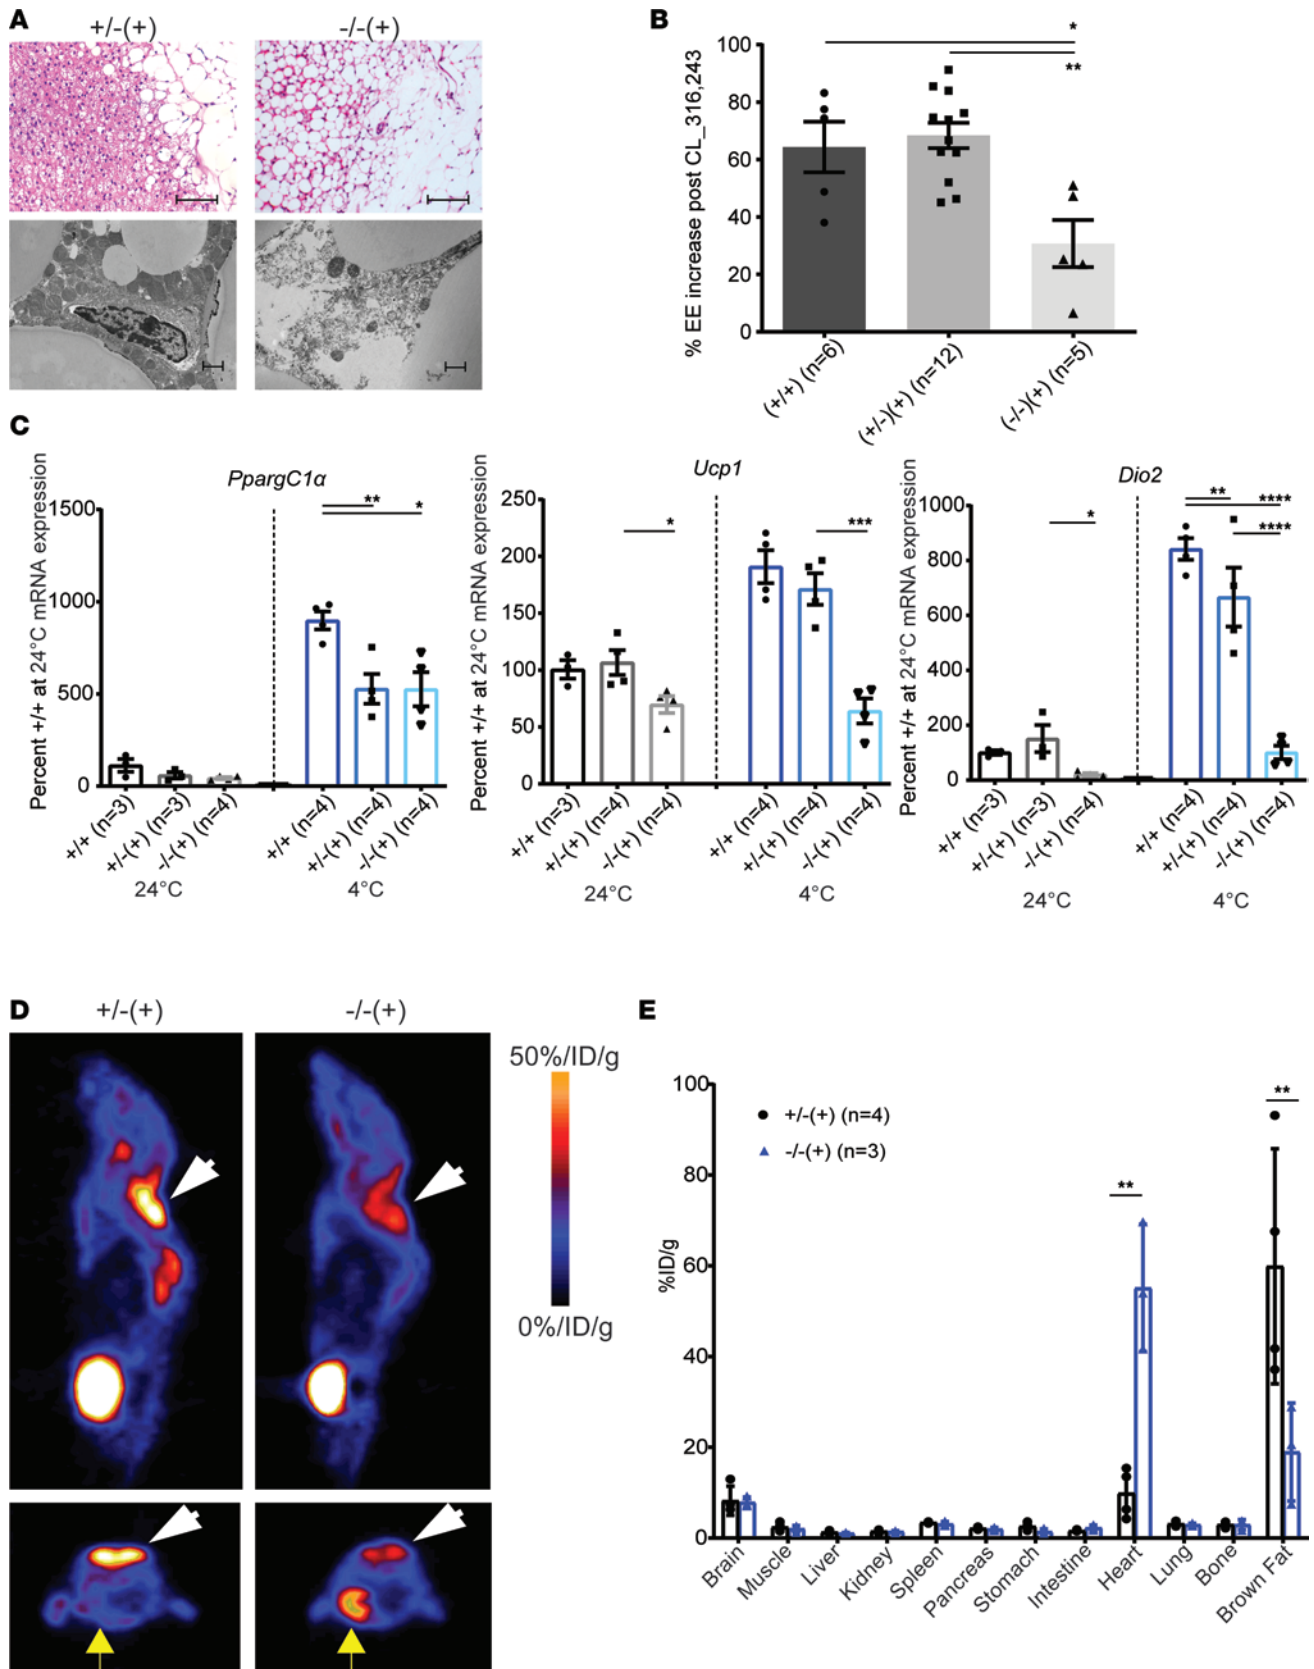 A
+/-(+)
-/-(+)
B
% EE increase post CL_316,243
100
80
60
40
20
0
*
**
(+/+) (n=6)
(+/-)(+) (n=12)
(-/-)(+) (n=5)
C
PpargC1α
Percent +/+ at 24°C mRNA expression
1500
1000
500
0
**
*
+/+ (n=3)
+/-(+) (n=3)
-/-(+) (n=4)
+/+ (n=4)
+/-(+) (n=4)
-/-(+) (n=4)
24°C
4°C
Ucp1
Percent +/+ at 24°C mRNA expression
250
200
150
100
50
0
*
***
+/+ (n=3)
+/-(+) (n=4)
-/-(+) (n=4)
+/+ (n=4)
+/-(+) (n=4)
-/-(+) (n=4)
24°C
4°C
Dio2
Percent +/+ at 24°C mRNA expression
1000
800
600
400
200
0
*
**
****
****
+/+ (n=3)
+/-(+) (n=3)
-/-(+) (n=4)
+/+ (n=4)
+/-(+) (n=4)
-/-(+) (n=4)
24°C
4°C
D
+/-(+)
-/-(+)
50%/ID/g
0%/ID/g
E
%ID/g
100
80
60
40
20
0
+/-(+) (n=4)
-/-(+) (n=3)
**
**
Brain
Muscle
Liver
Kidney
Spleen
Pancreas
Stomach
Intestine
Heart
Lung
Bone
Brown Fat